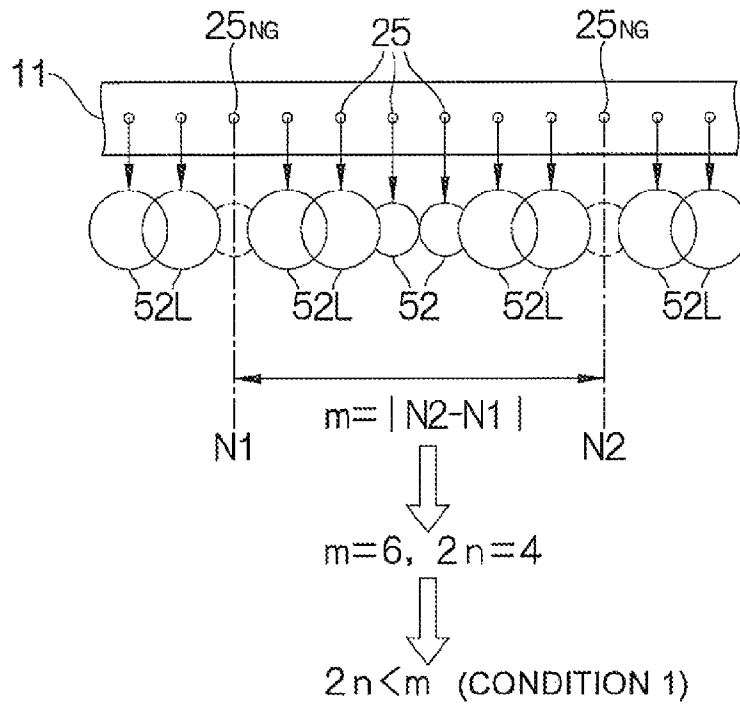 25NG 25 25NG
11
52L 52L 52 52L 52L
m=|N2-N1|
N1 N2
m=6, 2n=4
2n<m (CONDITION 1)